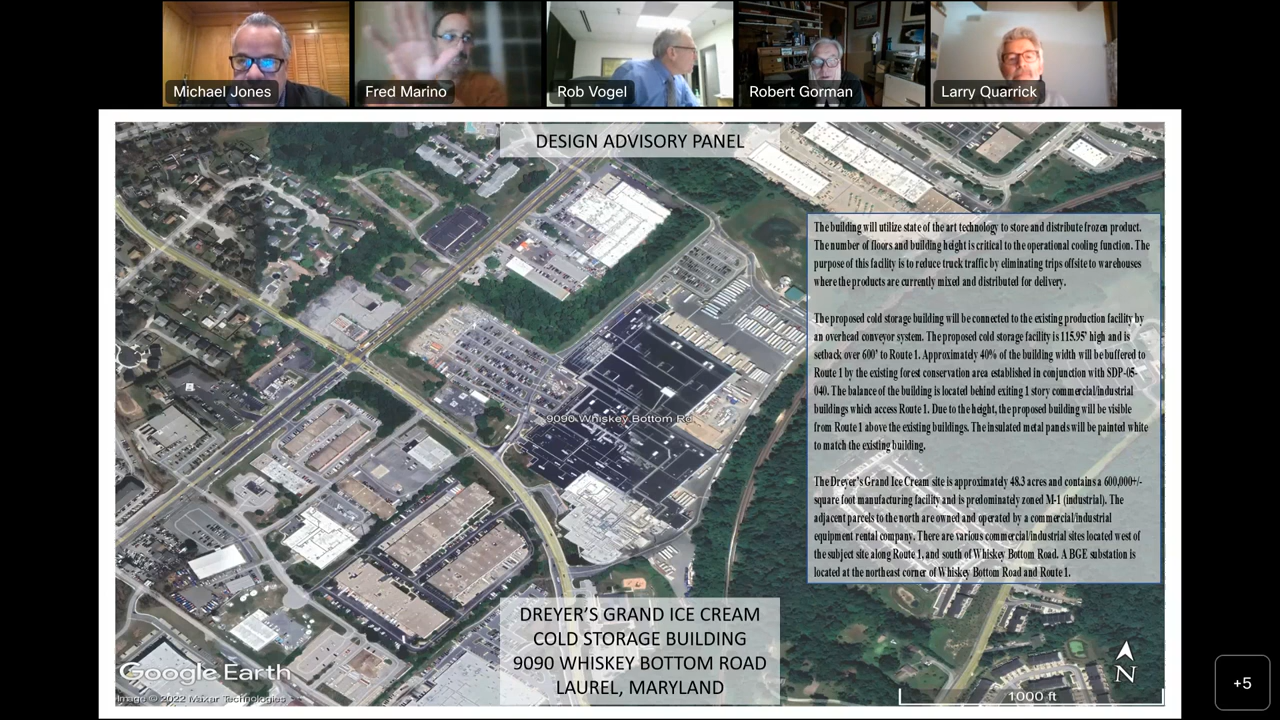 Michael Jones
Fred Marino
Rob Vogel
Robert Gorman
Larry Quarrick
DESIGN ADVISORY PANEL
The building will utilize state of the art technology to store and distribute frozen product.
The number of floors and building height is critical to the operational cooling function. The
purpose of this facility is to reduce truck traffic by eliminating trips offsite to warehouses
where the products are currently mixed and distributed for delivery.
The proposed cold storage building will be connected to the existing production facility by
an overhead conveyor system. The proposed cold storage facility is 115.95' high and is
setback over 600' to Route 1. Approximately 40% of the building width will be buffered to
Route 1 by the existing forest conservation area established in conjunction with SDP-05-
040. The balance of the building is located behind exiting 1 story commercial/industrial
buildings which access Route 1. Due to the height, the proposed building will be visible
from Route 1 above the existing buildings. The insulated metal panels will be painted white
to match the existing building.
The Dreyer's Grand Ice Cream site is approximately 48.3 acres and contains a 600,000+/-
square foot manufacturing facility and is predominately zoned M-1 (industrial). The
adjacent parcels to the north are owned and operated by a commercial/industrial
equipment rental company. There are various commercial/industrial sites located west of
the subject site along Route 1, and south of Whiskey Bottom Road. A BGE substation is
located at the northeast corner of Whiskey Bottom Road and Route 1.
9090 Whiskey Bottom Rd
DREYER'S GRAND ICE CREAM
COLD STORAGE BUILDING
9090 WHISKEY BOTTOM ROAD
LAUREL, MARYLAND
Google Earth
Image © 2022 Maxar Technologies
N
1000 ft
+5